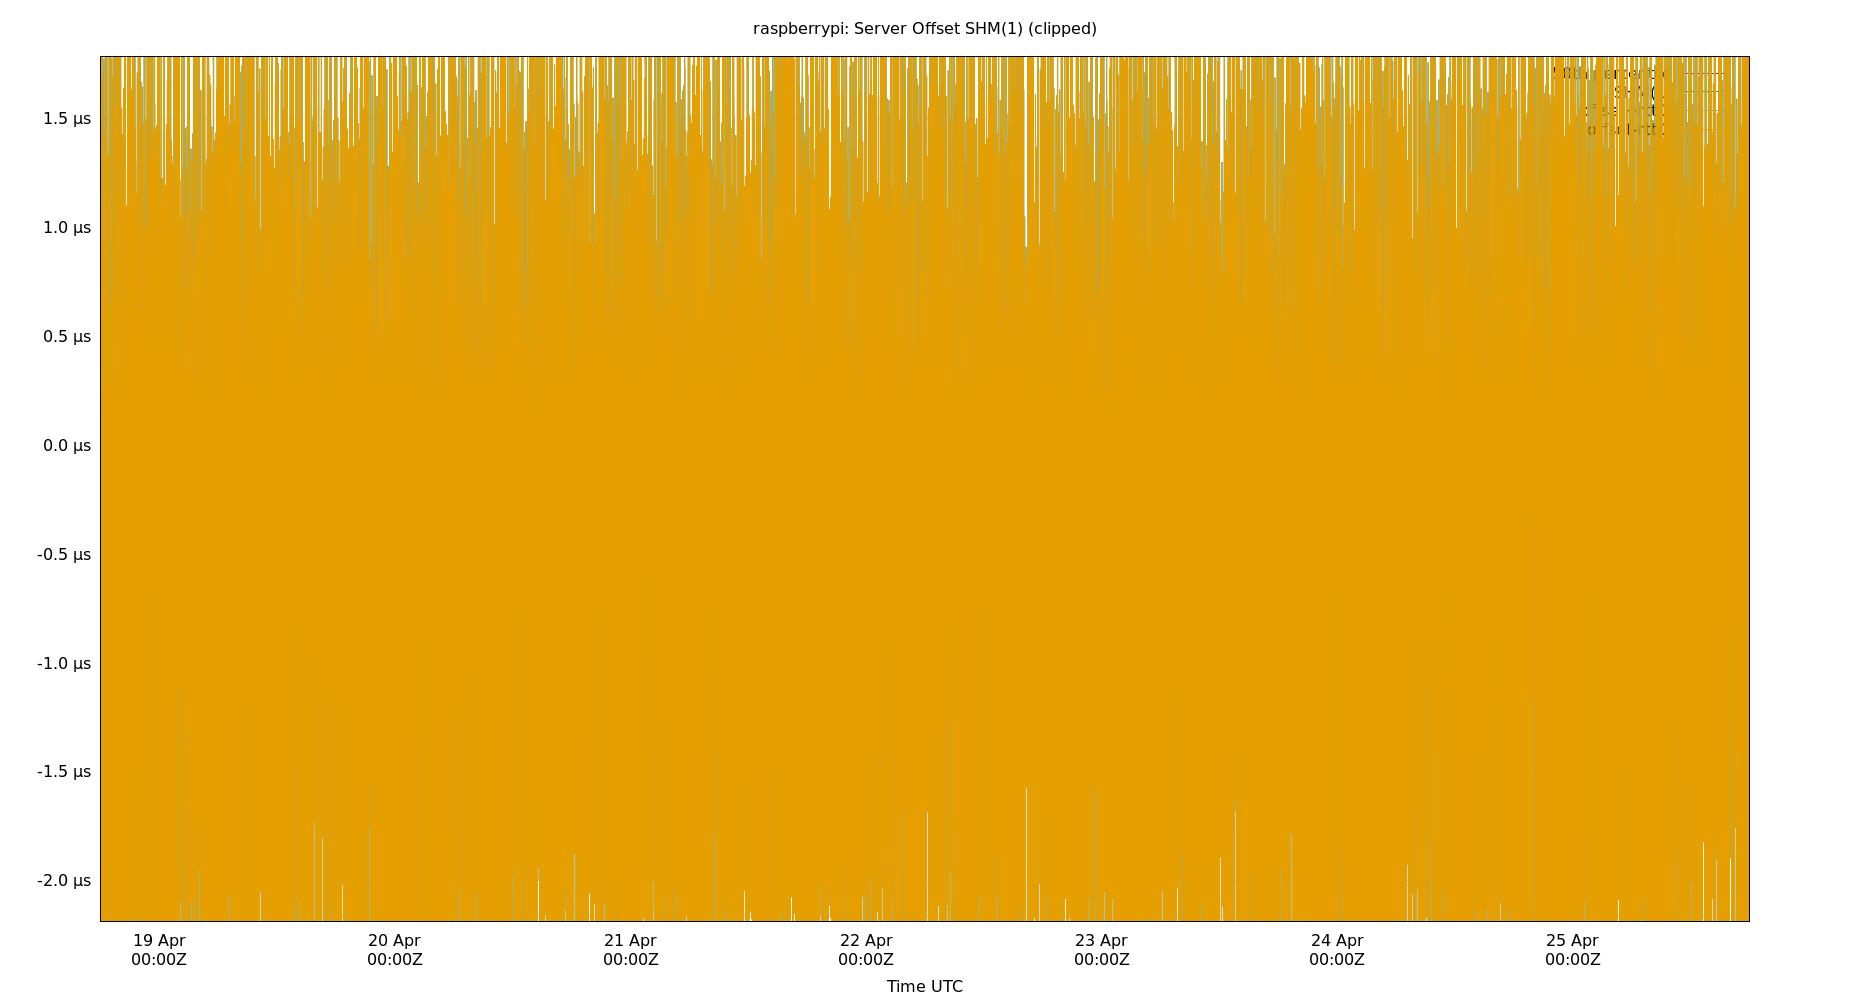 raspberrypi: Server Offset SHM(1) (clipped)
1.5 µs
1.0 µs
0.5 µs
0.0 µs
-0.5 µs
-1.0 µs
-1.5 µs
-2.0 µs
19 Apr 20 Apr 21 Apr 22 Apr 23 Apr 24 Apr 25 Apr
00:00Z 00:00Z 00:00Z 00:00Z 00:00Z 00:00Z 00:00Z
Time UTC